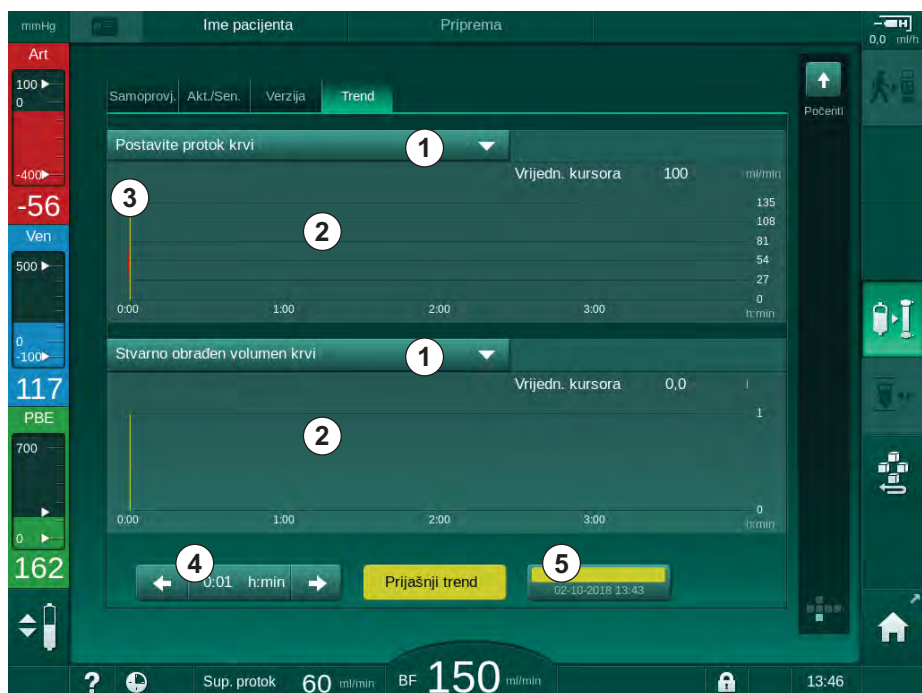 mmHg
Ime pacijenta
Priprema
0,0 ml/h
Art
100
0
-400
-56
Ven
500
0
-100
117
PBE
700
0
162
Samoprovj.
Akt./Sen.
Verzija
Trend
Početi
Postavite protok krvi
1
Vrijedn. kursora 100 ml/min
3
2
135
108
81
54
27
0
0:00 1:00 2:00 3:00 h:min
Stvarno obrađen volumen krvi
1
Vrijedn. kursora 0,0 l
2
1
0
0:00 1:00 2:00 3:00 h:min
4
0:01 h:min
Prijašnji trend
5
02-10-2018 13:43
? Sup. protok 60 ml/min BF 150 ml/min 13:46